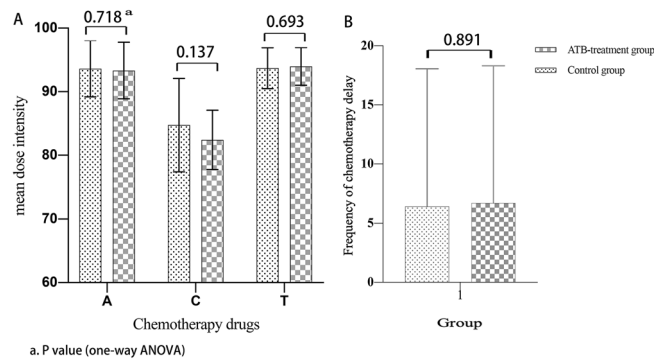 A
0.718 a
0.137
0.693
100
90
80
70
60
mean dose intensity
A C T
Chemotherapy drugs
a. P value (one-way ANOVA)
B
0.891
20
15
10
5
0
Frequency of chemotherapy delay
1
Group
ATB-treatment group
Control group